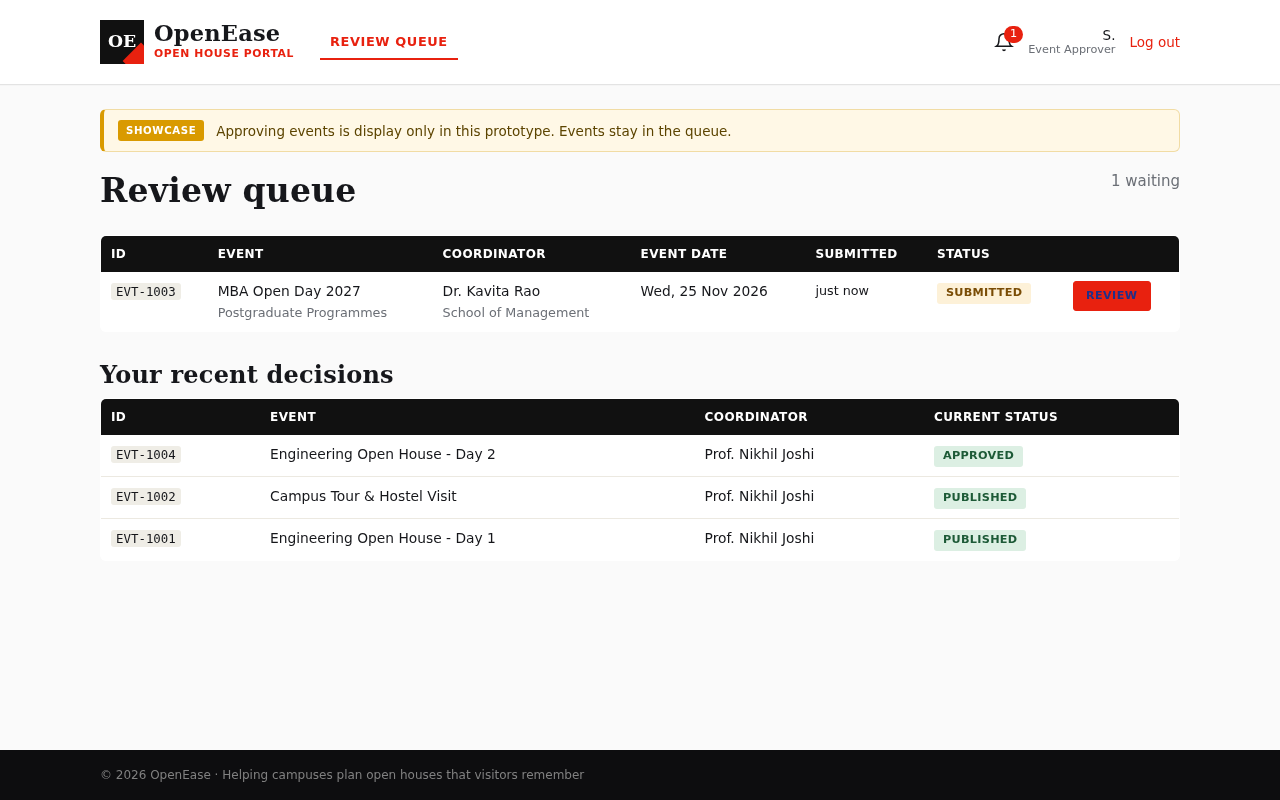 OE
OpenEase
OPEN HOUSE PORTAL
REVIEW QUEUE
1
S.
Event Approver
Log out
SHOWCASE Approving events is display only in this prototype. Events stay in the queue.
Review queue
1 waiting
ID EVENT COORDINATOR EVENT DATE SUBMITTED STATUS
EVT-1003 MBA Open Day 2027 Dr. Kavita Rao Wed, 25 Nov 2026 just now SUBMITTED REVIEW
Postgraduate Programmes School of Management
Your recent decisions
ID EVENT COORDINATOR CURRENT STATUS
EVT-1004 Engineering Open House - Day 2 Prof. Nikhil Joshi APPROVED
EVT-1002 Campus Tour & Hostel Visit Prof. Nikhil Joshi PUBLISHED
EVT-1001 Engineering Open House - Day 1 Prof. Nikhil Joshi PUBLISHED
© 2026 OpenEase · Helping campuses plan open houses that visitors remember